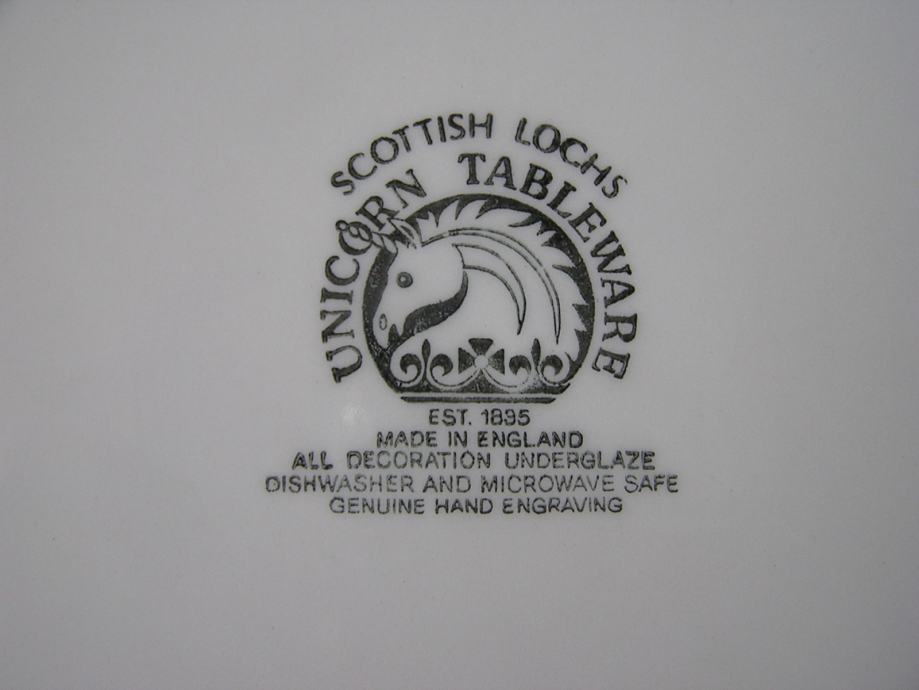 SCOTTISH LOCHS
UNICORN TABLEWARE
EST. 1895
MADE IN ENGLAND
ALL DECORATION UNDERGLAZE
DISHWASHER AND MICROWAVE SAFE
GENUINE HAND ENGRAVING